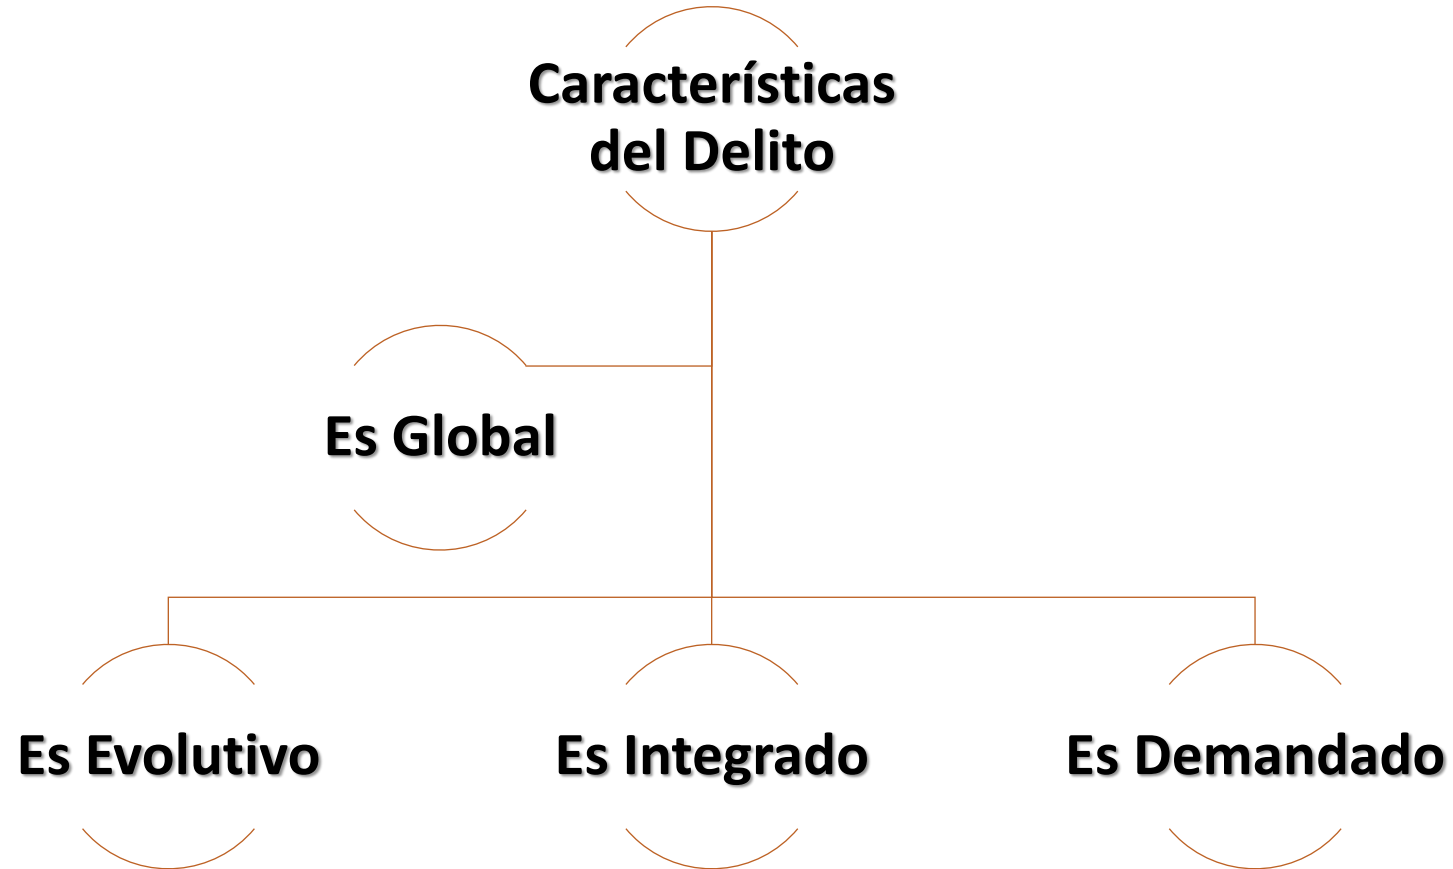 Características
del Delito
Es Global
Es Evolutivo
Es Integrado
Es Demandado